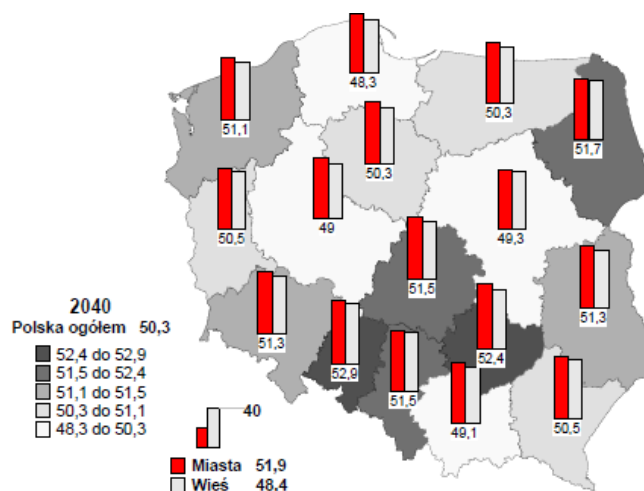 48,3
51,1
50,3
51,7
50,3
50,5
49
49,3
51,5
51,3
51,3
52,4
52,9
51,5
49,1
50,5
2040
Polska ogółem 50,3
52,4 do 52,9
51,5 do 52,4
51,1 do 51,5
50,3 do 51,1
48,3 do 50,3
40
Miasta 51,9
Wieś 48,4